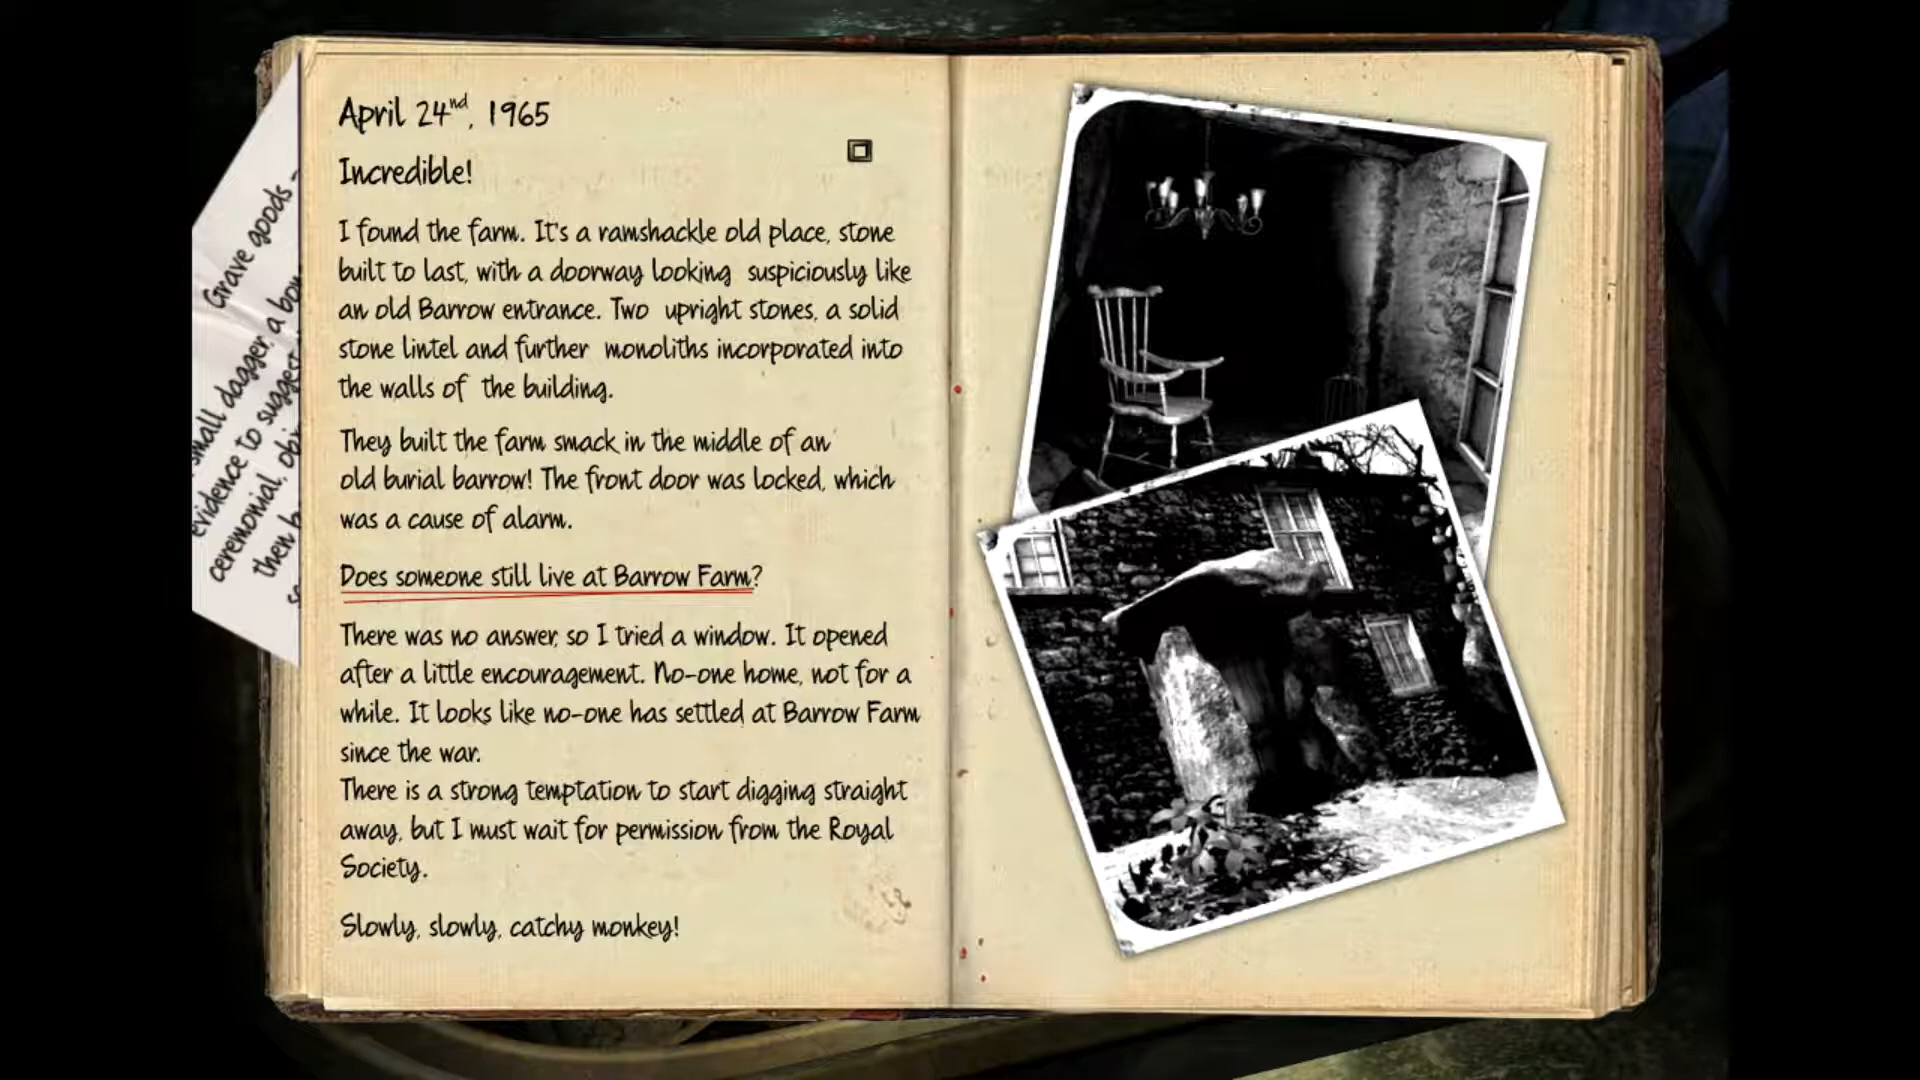 April 24nd, 1965
Incredible!
I found the farm. It's a ramshackle old place, stone
built to last, with a doorway looking suspiciously like
an old Barrow entrance. Two upright stones, a solid
stone lintel and further monoliths incorporated into
the walls of the building.
They built the farm smack in the middle of an
old burial barrow! The front door was locked, which
was a cause of alarm.
Does someone still live at Barrow Farm?
There was no answer, so I tried a window. It opened
after a little encouragement. No-one home, not for a
while. It looks like no-one has settled at Barrow Farm
since the war.
There is a strong temptation to start digging straight
away, but I must wait for permission from the Royal
Society.
Slowly, slowly, catchy monkey!
Grave goods -
small dagger, a
evidence to suggest
ceremonial.
then